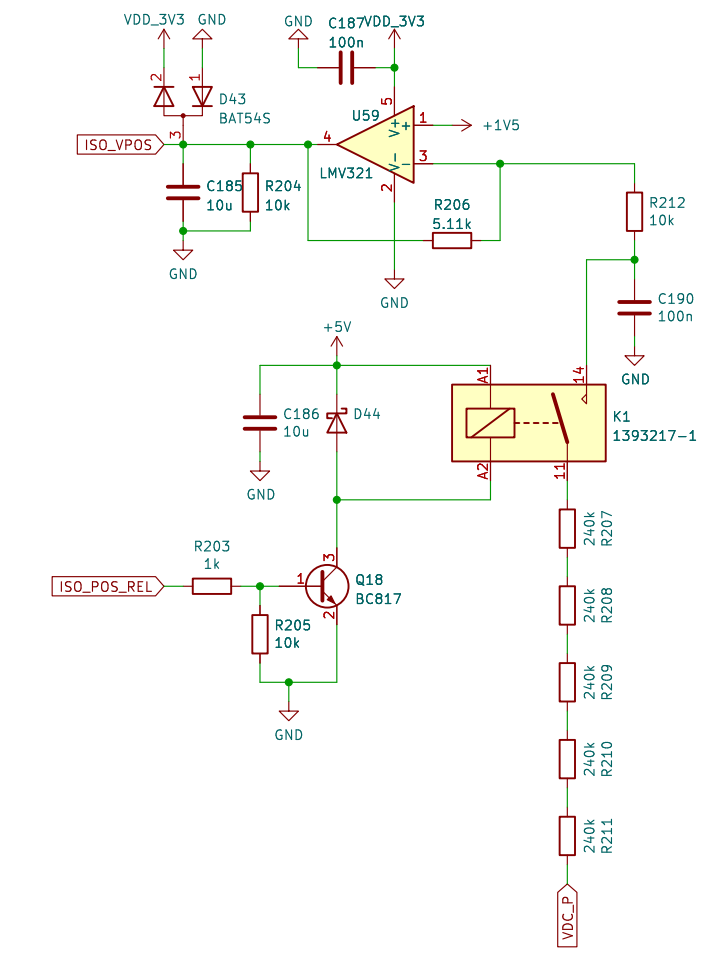 VDD_3V3
GND
2
1
D43
BAT54S
3
ISO_VPOS
C185
10u
R204
10k
GND
GND
C187
100n
VDD_3V3
5
U59
V+
+
1
+1V5
4
LMV321
V-
-
3
2
R206
5.11k
GND
R212
10k
C190
100n
GND
+5V
C186
10u
GND
D44
A1
14
K1
1393217-1
A2
11
R203
1k
ISO_POS_REL
1
3
Q18
BC817
2
R205
10k
GND
240k
R207
240k
R208
240k
R209
240k
R210
240k
R211
VDC_P